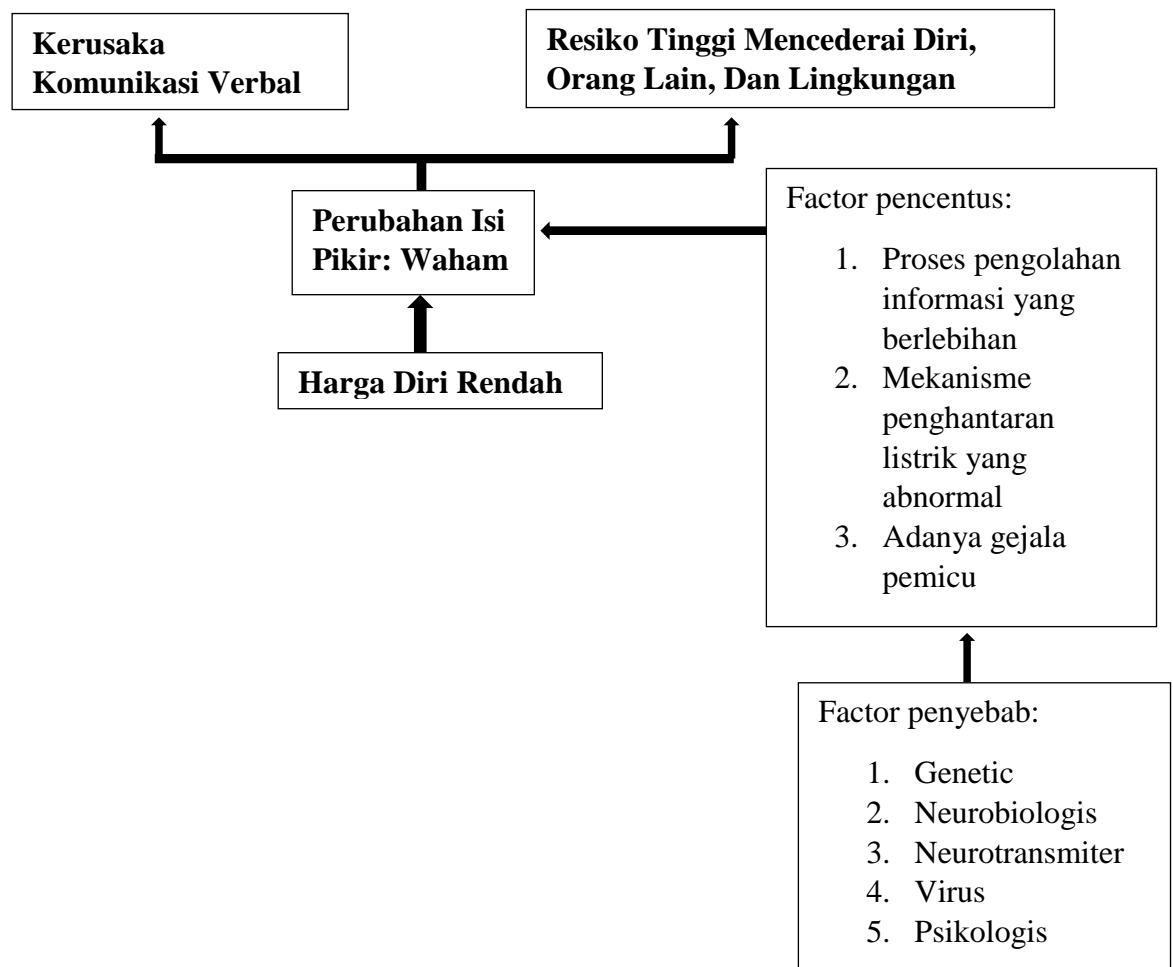 Kerusaka
Komunikasi Verbal
Resiko Tinggi Mencederai Diri,
Orang Lain, Dan Lingkungan
Perubahan Isi
Pikir: Waham
Harga Diri Rendah
Factor pencentus:
1. Proses pengolahan
informasi yang
berlebihan
2. Mekanisme
penghantaran
listrik yang
abnormal
3. Adanya gejala
pemicu
Factor penyebab:
1. Genetic
2. Neurobiologis
3. Neurotransmiter
4. Virus
5. Psikologis